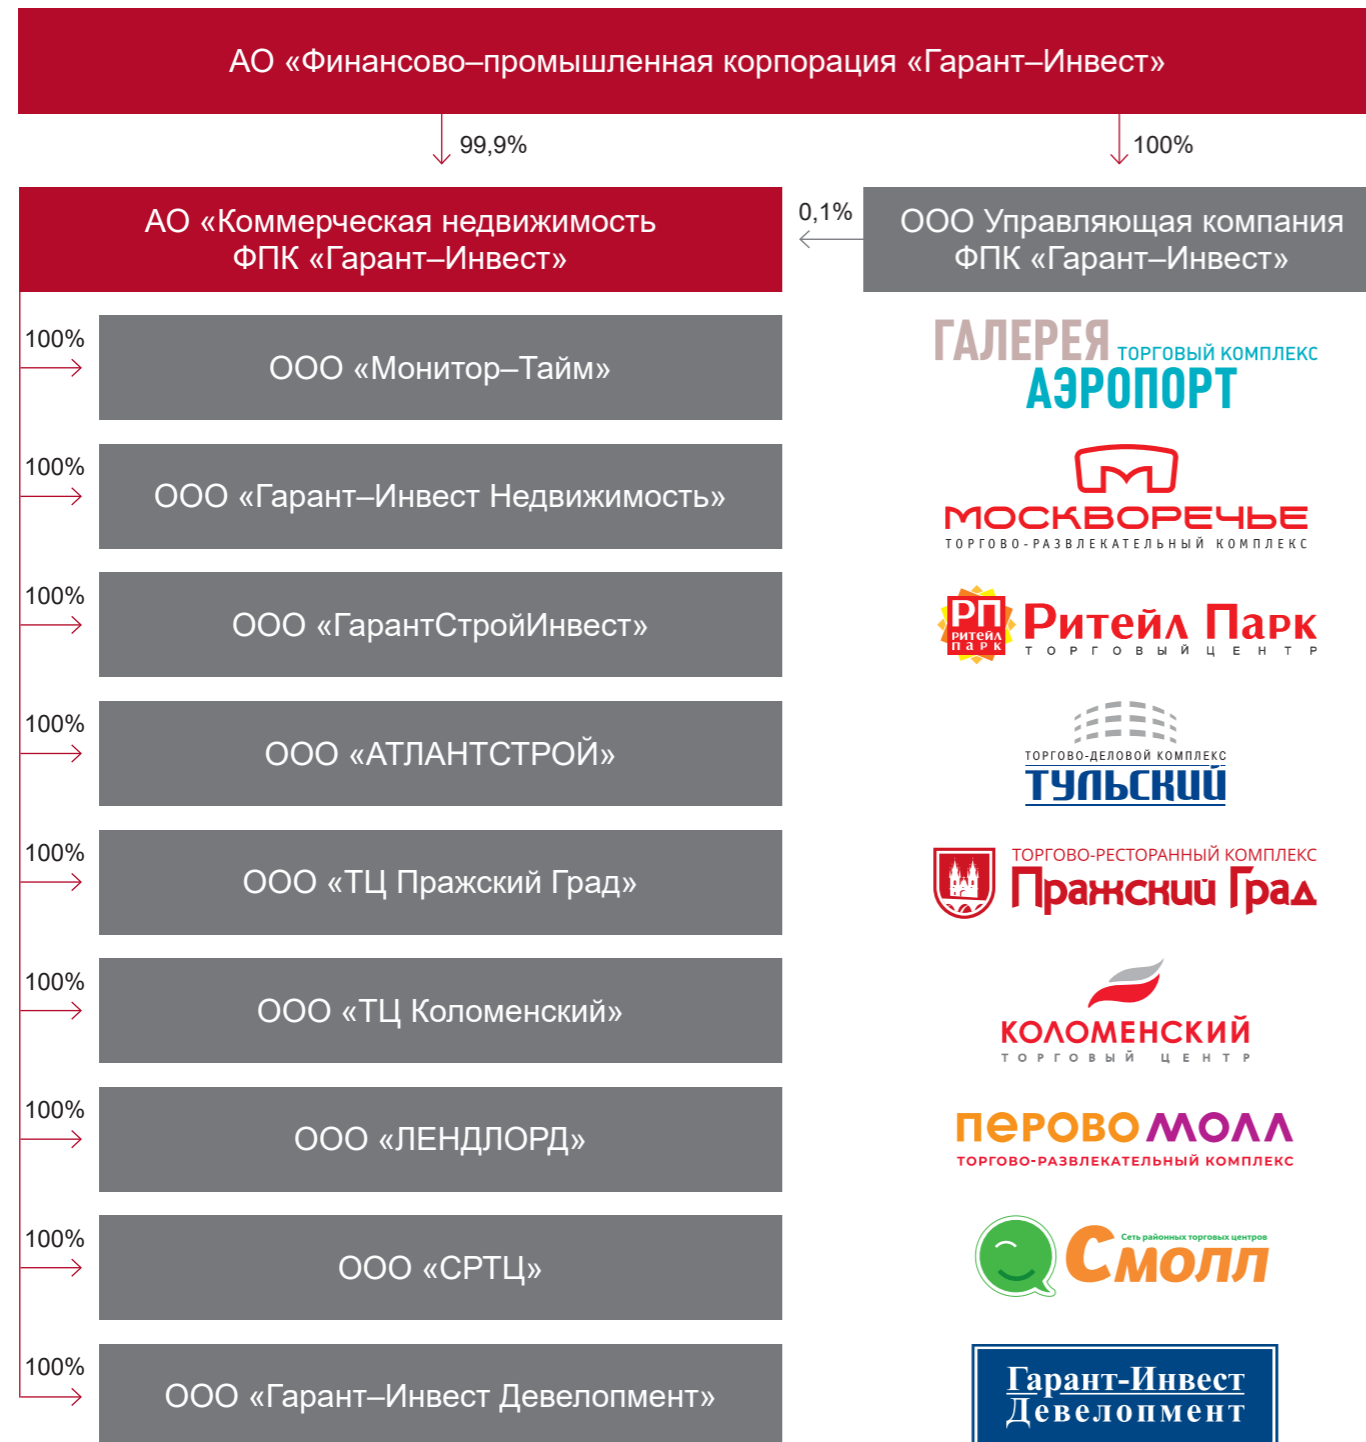 АО «Финансово–промышленная корпорация «Гарант–Инвест»
99,9%
100%
АО «Коммерческая недвижимость
ФПК «Гарант–Инвест»
0,1%
ООО Управляющая компания
ФПК «Гарант–Инвест»
100%
ООО «Монитор–Тайм»
ГАЛЕРЕЯ ТОРГОВЫЙ КОМПЛЕКС
АЭРОПОРТ
100%
ООО «Гарант–Инвест Недвижимость»
М
МОСКВОРЕЧЬЕ
ТОРГОВО-РАЗВЛЕКАТЕЛЬНЫЙ КОМПЛЕКС
100%
ООО «ГарантСтройИнвест»
РП
РИТЕЙЛ
ПАРК
Ритейл Парк
ТОРГОВЫЙ ЦЕНТР
100%
ООО «АТЛАНТСТРОЙ»
ТОРГОВО-ДЕЛОВОЙ КОМПЛЕКС
ТУЛЬСКИЙ
100%
ООО «ТЦ Пражский Град»
ТОРГОВО-РЕСТОРАННЫЙ КОМПЛЕКС
Пражский Град
100%
ООО «ТЦ Коломенский»
КОЛОМЕНСКИЙ
ТОРГОВЫЙ ЦЕНТР
100%
ООО «ЛЕНДЛОРД»
ПЕРОВО МОЛЛ
ТОРГОВО-РАЗВЛЕКАТЕЛЬНЫЙ КОМПЛЕКС
100%
ООО «СРТЦ»
Сеть районных торговых центров
Смолл
100%
ООО «Гарант–Инвест Девелопмент»
Гарант-Инвест
Девелопмент